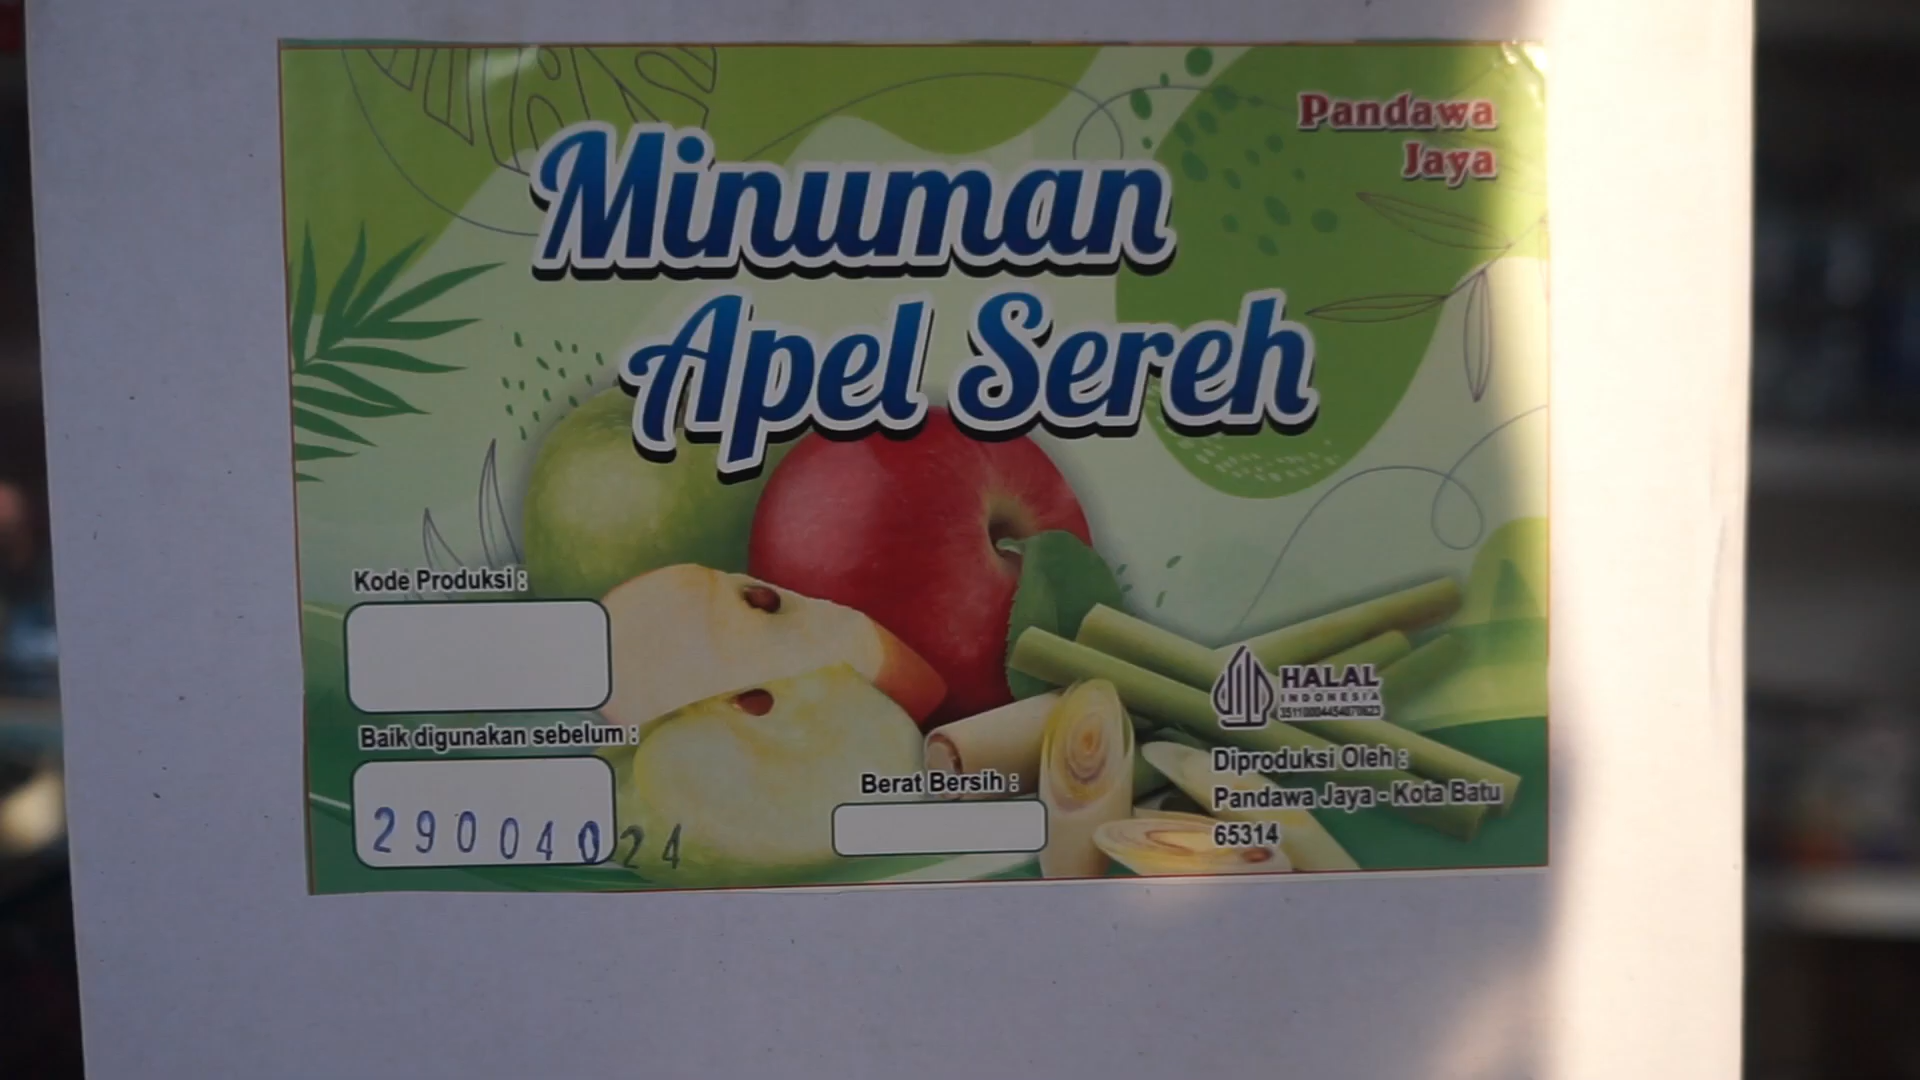 Pandawa
Jaya
Minuman
Apel Sereh
Kode Produksi :
Baik digunakan sebelum :
29004024
Berat Bersih :
HALAL
INDONESIA
Diproduksi Oleh :
Pandawa Jaya - Kota Batu
65314